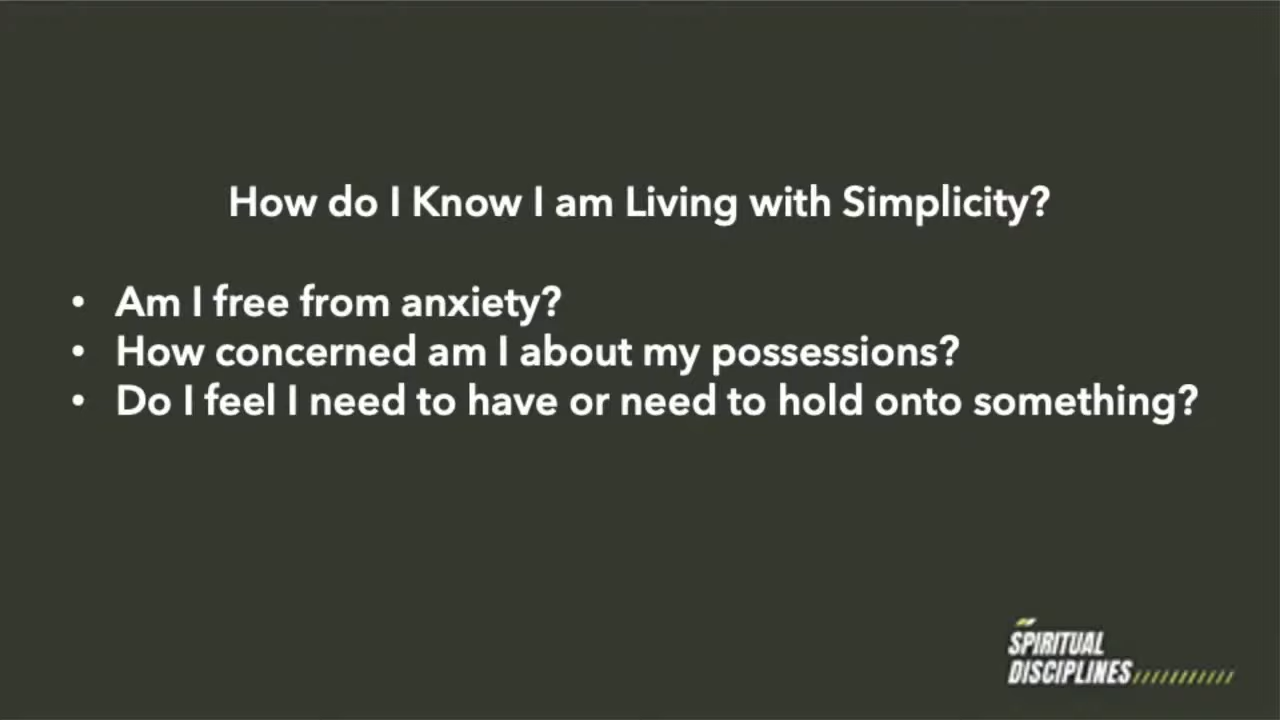 How do I Know I am Living with Simplicity?
• Am I free from anxiety?
• How concerned am I about my possessions?
• Do I feel I need to have or need to hold onto something?
SPIRITUAL
DISCIPLINES